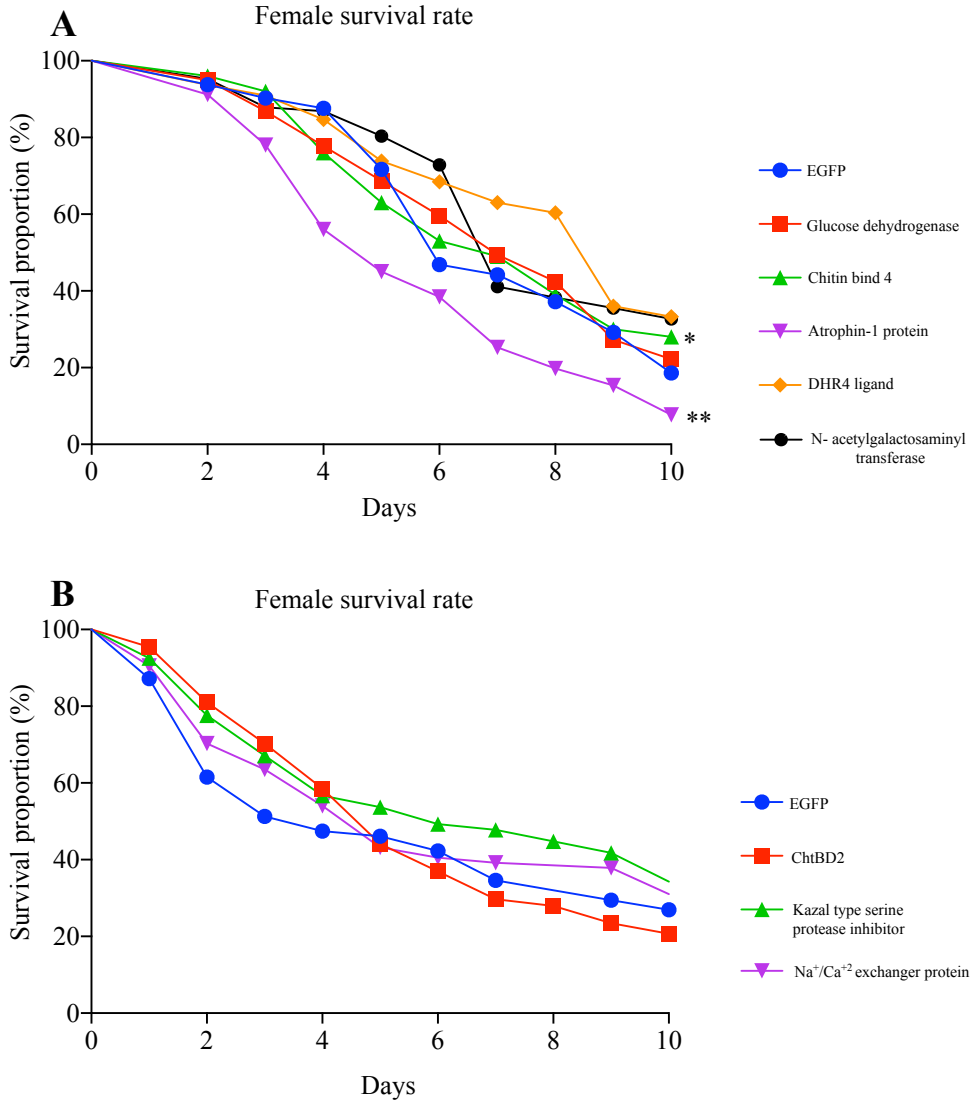 A
Female survival rate
Survival proportion (%)
100
80
60
40
20
0
0 2 4 6 8 10
Days
*
**
EGFP
Glucose dehydrogenase
Chitin bind 4
Atrophin-1 protein
DHR4 ligand
N- acetylgalactosaminyl
transferase
B
Female survival rate
Survival proportion (%)
100
80
60
40
20
0
0 2 4 6 8 10
Days
EGFP
ChtBD2
Kazal type serine
protease inhibitor
Na⁺/Ca⁺² exchanger protein